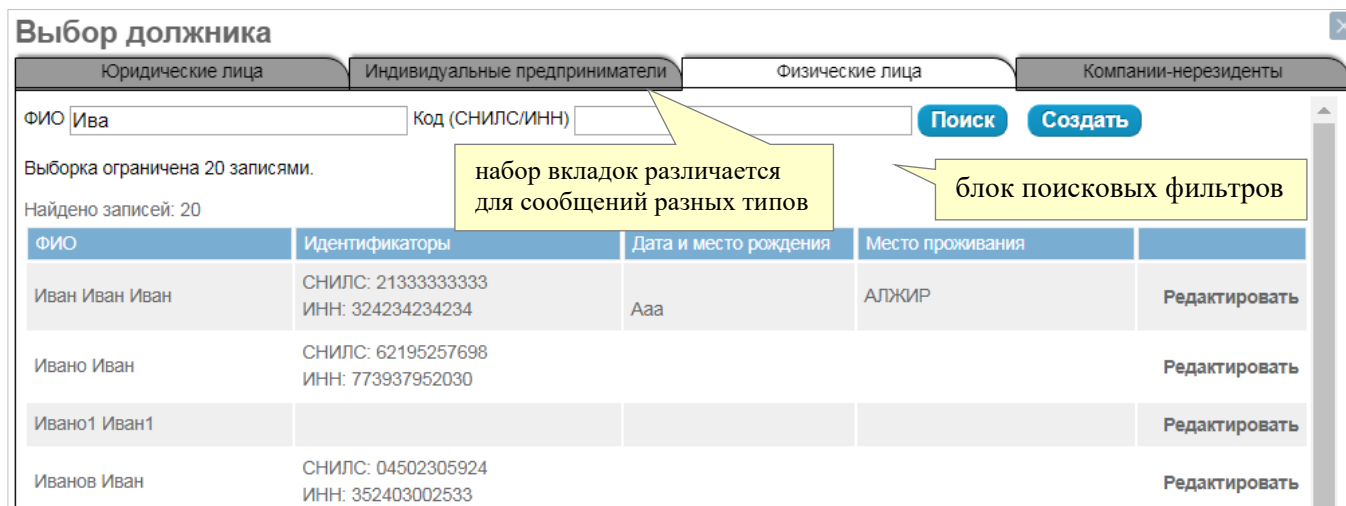 Выбор должника
Юридические лица
Индивидуальные предприниматели
Физические лица
Компании-нерезиденты
ФИО Ива Код (СНИЛС/ИНН) Поиск Создать
Выборка ограничена 20 записями.
набор вкладок различается
для сообщений разных типов
блок поисковых фильтров
Найдено записей: 20
ФИО Идентификаторы Дата и место рождения Место проживания
Иван Иван Иван СНИЛС: 21333333333 АЛЖИР Редактировать
ИНН: 324234234234 Ааа
Ивано Иван СНИЛС: 62195257698 Редактировать
ИНН: 773937952030
Ивано1 Иван1 Редактировать
Иванов Иван СНИЛС: 04502305924 Редактировать
ИНН: 352403002533